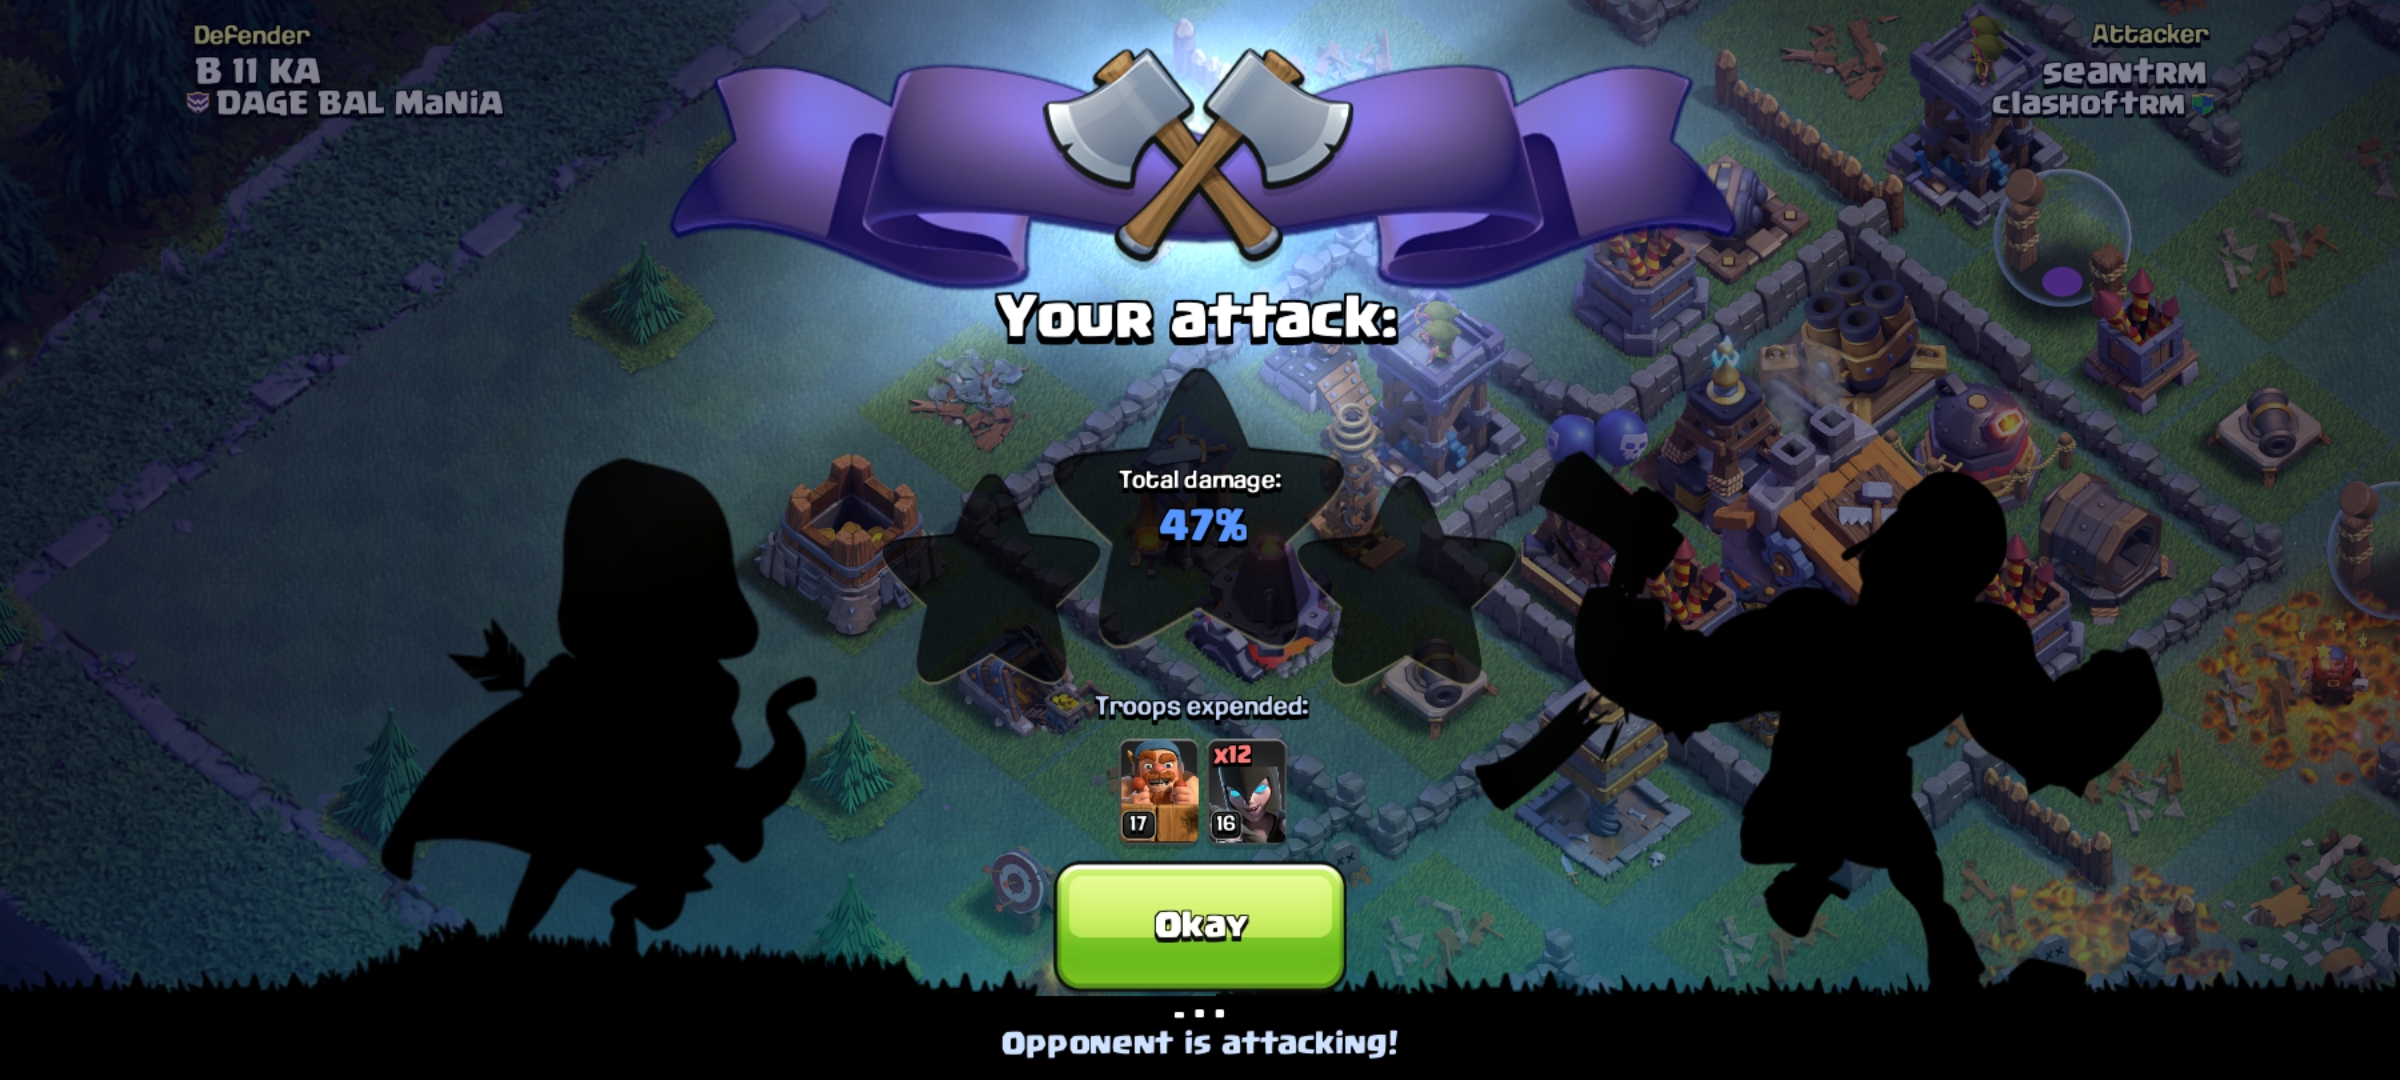 Defender
B 11 KA
DAGE BAL MaNiA
Attacker
seantRM
clashoftRM
Your attack:
Total damage:
47%
Troops expended:
x12
17
16
Okay
...
Opponent is attacking!